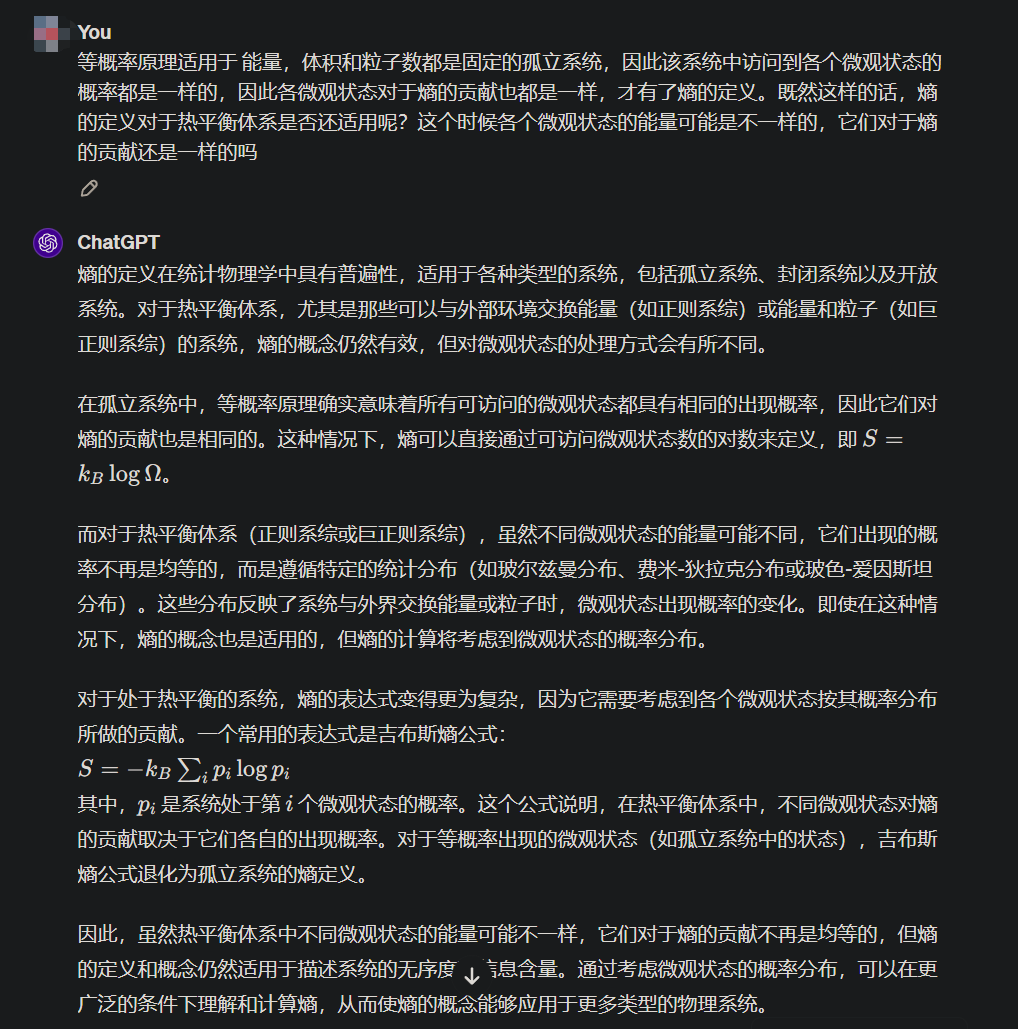 You
等概率原理适用于 能量，体积和粒子数都是固定的孤立系统，因此该系统中访问到各个微观状态的
概率都是一样的，因此各微观状态对于熵的贡献也都是一样，才有了熵的定义。既然这样的话，熵
的定义对于热平衡体系是否还适用呢？这个时候各个微观状态的能量可能是不一样的，它们对于熵
的贡献还是一样的吗
ChatGPT
熵的定义在统计物理学中具有普遍性，适用于各种类型的系统，包括孤立系统、封闭系统以及开放
系统。对于热平衡体系，尤其是那些可以与外部环境交换能量（如正则系综）或能量和粒子（如巨
正则系综）的系统，熵的概念仍然有效，但对微观状态的处理方式会有所不同。
在孤立系统中，等概率原理确实意味着所有可访问的微观状态都具有相同的出现概率，因此它们对
熵的贡献也是相同的。这种情况下，熵可以直接通过可访问微观状态数的对数来定义，即 S =
k_B log Ω。
而对于热平衡体系（正则系综或巨正则系综），虽然不同微观状态的能量可能不同，它们出现的概
率不再是均等的，而是遵循特定的统计分布（如玻尔兹曼分布、费米-狄拉克分布或玻色-爱因斯坦
分布）。这些分布反映了系统与外界交换能量或粒子时，微观状态出现概率的变化。即使在这种情
况下，熵的概念也是适用的，但熵的计算将考虑到微观状态的概率分布。
对于处于热平衡的系统，熵的表达式变得更为复杂，因为它需要考虑到各个微观状态按其概率分布
所做的贡献。一个常用的表达式是吉布斯熵公式：
S = −k_B ∑_i p_i log p_i
其中，p_i 是系统处于第 i 个微观状态的概率。这个公式说明，在热平衡体系中，不同微观状态对熵
的贡献取决于它们各自的出现概率。对于等概率出现的微观状态（如孤立系统中的状态），吉布斯
熵公式退化为孤立系统的熵定义。
因此，虽然热平衡体系中不同微观状态的能量可能不一样，它们对于熵的贡献不再是均等的，但熵
的定义和概念仍然适用于描述系统的无序度 信息含量。通过考虑微观状态的概率分布，可以在更
广泛的条件下理解和计算熵，从而使熵的概念能够应用于更多类型的物理系统。